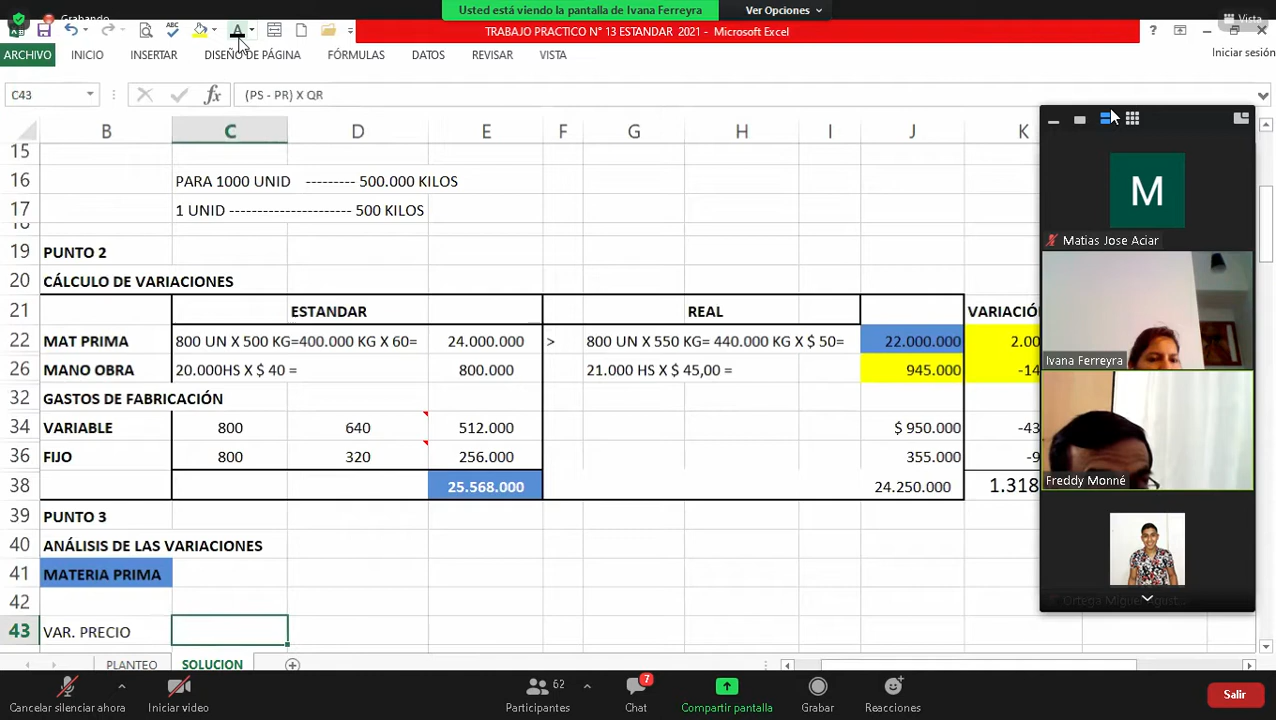 Grabando
Usted está viendo la pantalla de Ivana Ferreyra
Ver Opciones
Vista
TRABAJO PRACTICO N° 13 ESTANDAR 2021 - Microsoft Excel
ARCHIVO INICIO INSERTAR DISEÑO DE PÁGINA FÓRMULAS DATOS REVISAR VISTA
Iniciar sesión
C43 fx (PS - PR) X QR
B C D E F G H I J K
15
16 PARA 1000 UNID --------- 500.000 KILOS
17 1 UNID ---------------------- 500 KILOS
18
19 PUNTO 2
20 CÁLCULO DE VARIACIONES
21 ESTANDAR REAL VARIACIÓ
22 MAT PRIMA 800 UN X 500 KG=400.000 KG X 60= 24.000.000 > 800 UN X 550 KG= 440.000 KG X $ 50= 22.000.000 2.00
26 MANO OBRA 20.000HS X $ 40 = 800.000 21.000 HS X $ 45,00 = 945.000 -14
32 GASTOS DE FABRICACIÓN
34 VARIABLE 800 640 512.000 $ 950.000 -43
36 FIJO 800 320 256.000 355.000 -9
38 25.568.000 24.250.000 1.318
39 PUNTO 3
40 ANÁLISIS DE LAS VARIACIONES
41 MATERIA PRIMA
42
43 VAR. PRECIO
PLANTEO SOLUCION
M
Matias Jose Aciar
Ivana Ferreyra
Freddy Monné
Ortega Miguel Agust...
Cancelar silenciar ahora
Iniciar video
62
Participantes
7
Chat
Compartir pantalla
Grabar
Reacciones
Salir